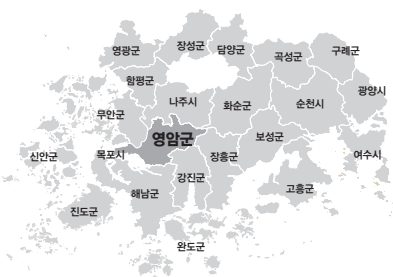 영광군
장성군
담양군
곡성군
구례군
함평군
나주시
화순군
순천시
광양시
무안군
영암군
보성군
신안군
목포시
장흥군
여수시
강진군
해남군
고흥군
진도군
완도군